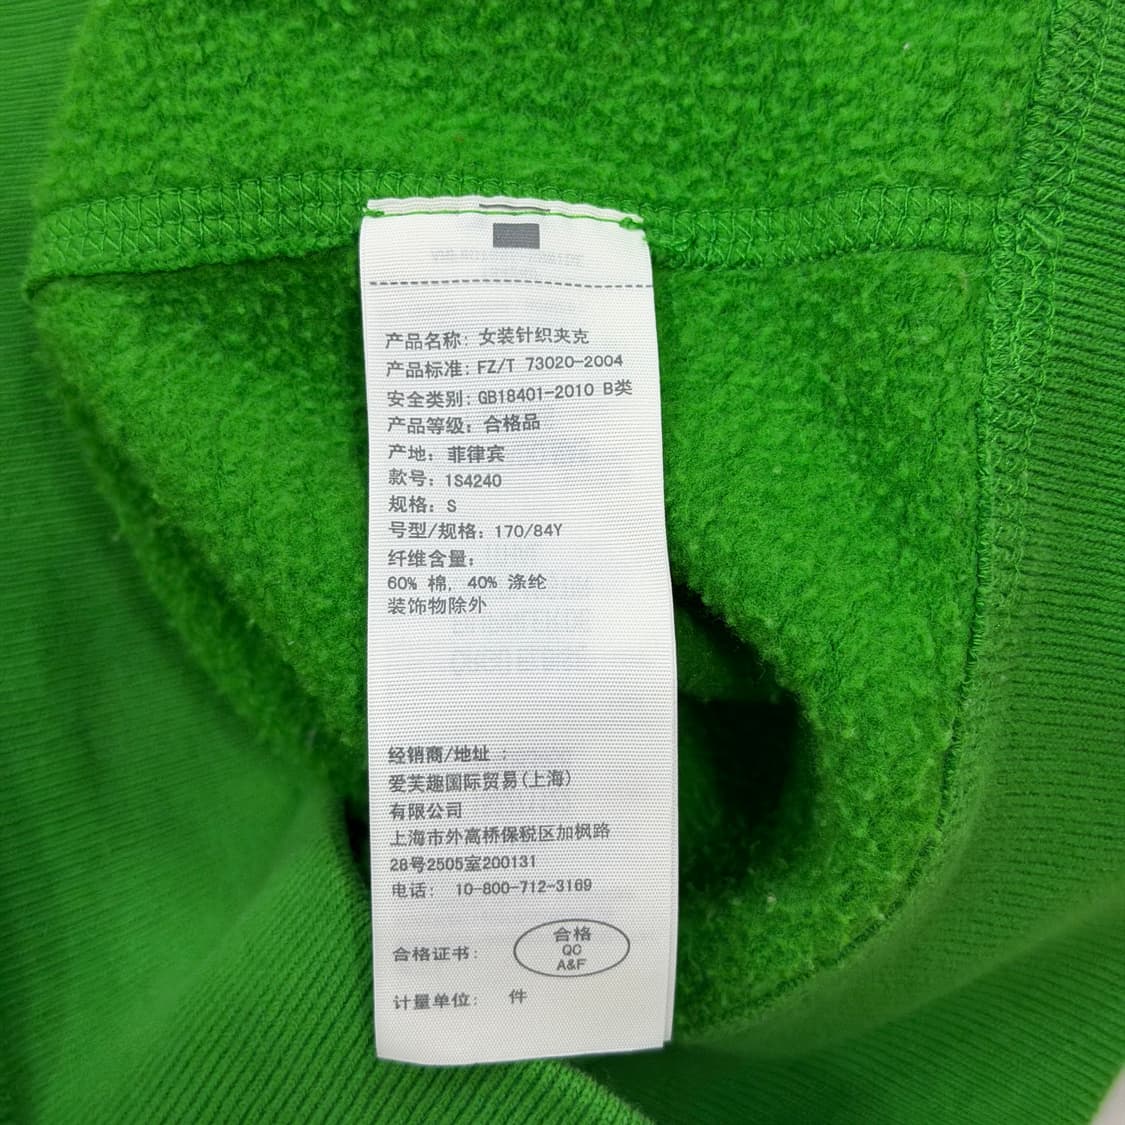 产品名称: 女装针织夹克
产品标准: FZ/T 73020-2004
安全类别: GB18401-2010 B类
产品等级: 合格品
产地: 菲律宾
款号: 1S4240
规格: S
号型/规格: 170/84Y
纤维含量:
60% 棉, 40% 涤纶
装饰物除外
经销商/地址 :
爱芙趣国际贸易(上海)
有限公司
上海市外高桥保税区加枫路
28号2505室200131
电话: 10-800-712-3169
合格证书:
合格
QC
A&F
计量单位: 件